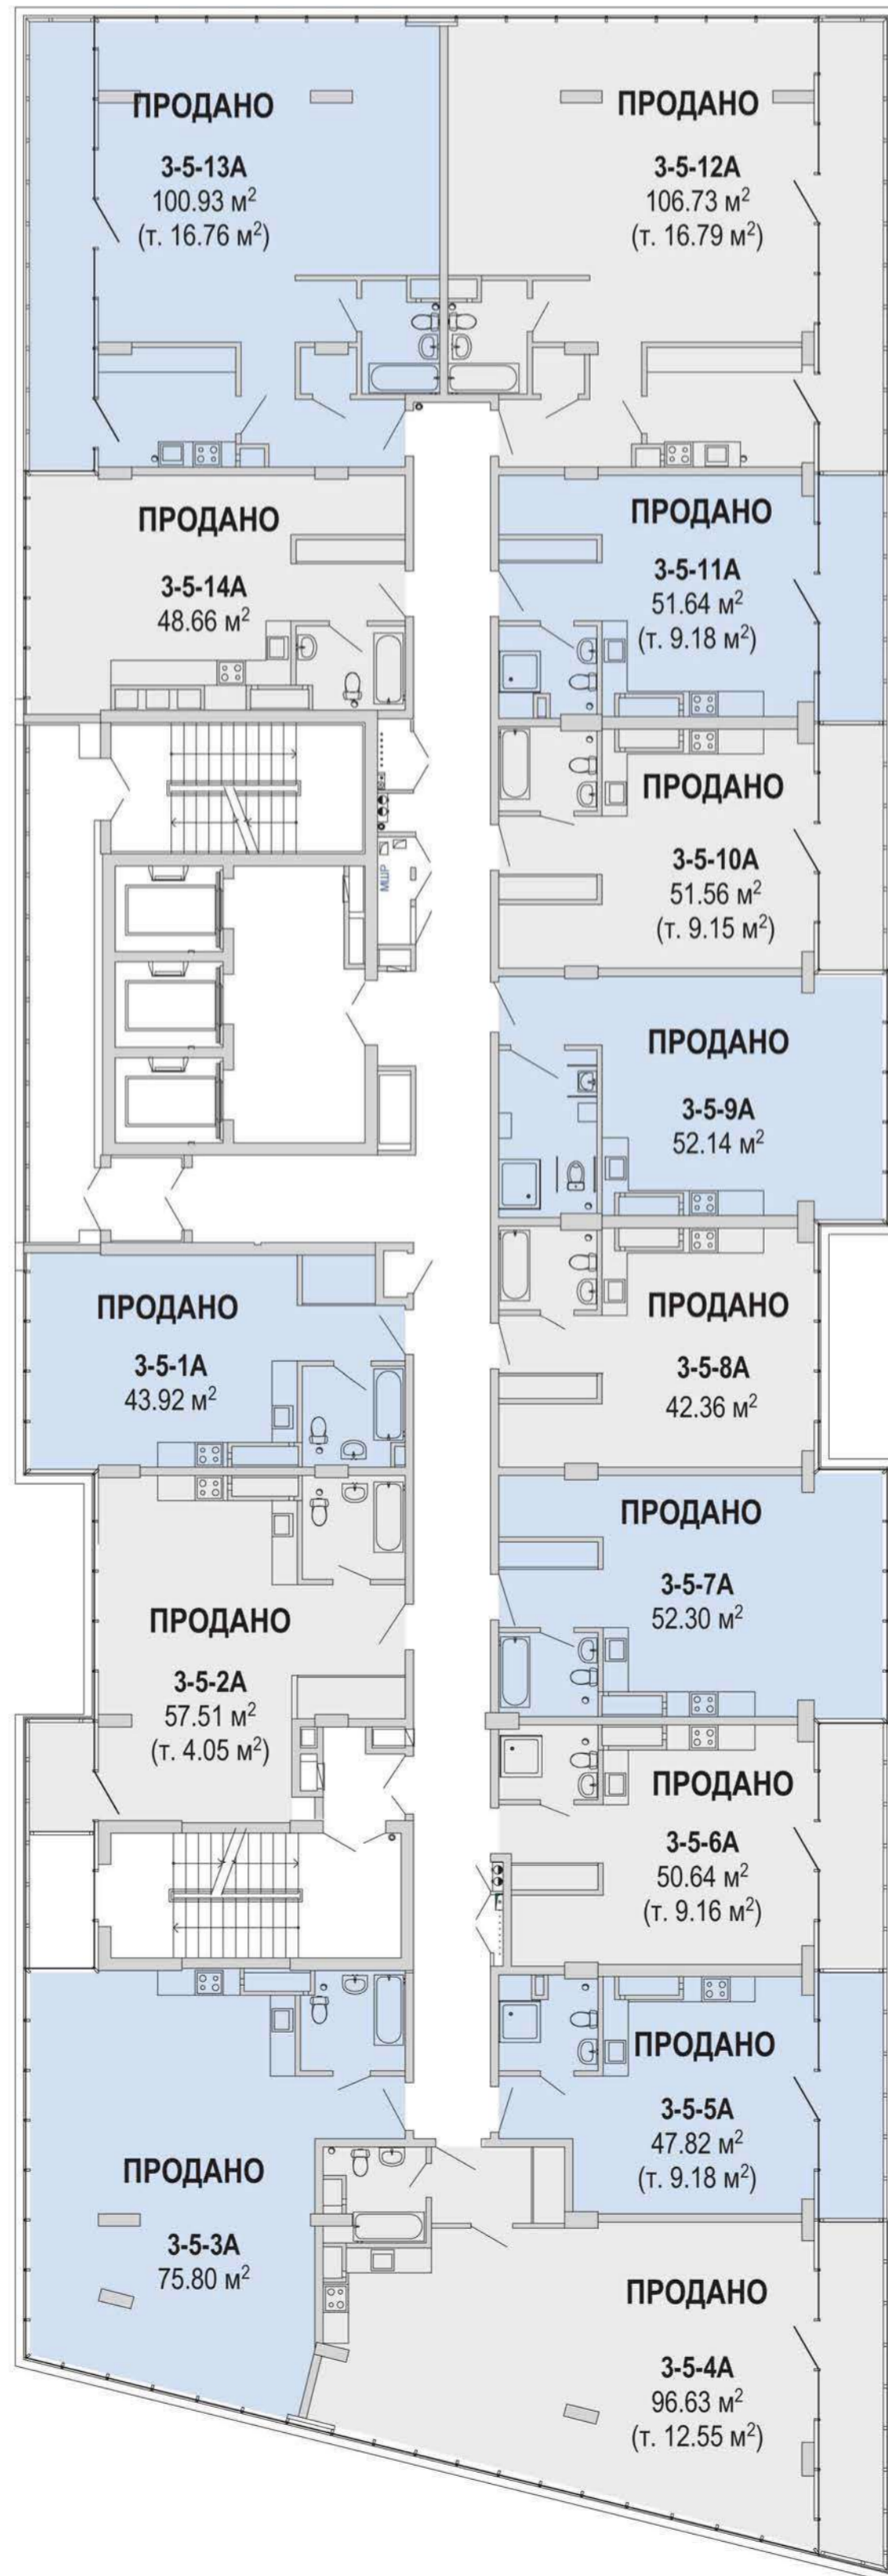 ПРОДАНО
3-5-13А
100.93 м²
(т. 16.76 м²)
ПРОДАНО
3-5-12А
106.73 м²
(т. 16.79 м²)
ПРОДАНО
3-5-14А
48.66 м²
ПРОДАНО
3-5-11А
51.64 м²
(т. 9.18 м²)
ПРОДАНО
3-5-10А
51.56 м²
(т. 9.15 м²)
МШР
ПРОДАНО
3-5-9А
52.14 м²
ПРОДАНО
3-5-1А
43.92 м²
ПРОДАНО
3-5-8А
42.36 м²
ПРОДАНО
3-5-7А
52.30 м²
ПРОДАНО
3-5-2А
57.51 м²
(т. 4.05 м²)
ПРОДАНО
3-5-6А
50.64 м²
(т. 9.16 м²)
ПРОДАНО
3-5-5А
47.82 м²
(т. 9.18 м²)
ПРОДАНО
3-5-3А
75.80 м²
ПРОДАНО
3-5-4А
96.63 м²
(т. 12.55 м²)